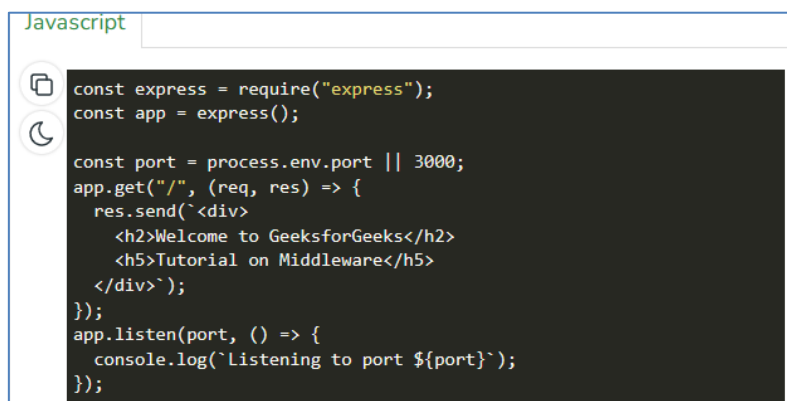 Javascript
const express = require("express");
const app = express();
const port = process.env.port || 3000;
app.get("/", (req, res) => {
  res.send(`<div>
    <h2>Welcome to GeeksforGeeks</h2>
    <h5>Tutorial on Middleware</h5>
  </div>`);
});
app.listen(port, () => {
  console.log(`Listening to port ${port}`);
});